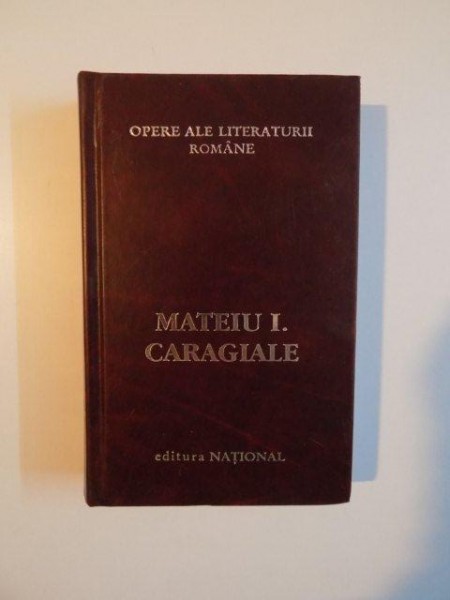 OPERE ALE LITERATURII
ROMÂNE
MATEIU I.
CARAGIALE
editura NAȚIONAL